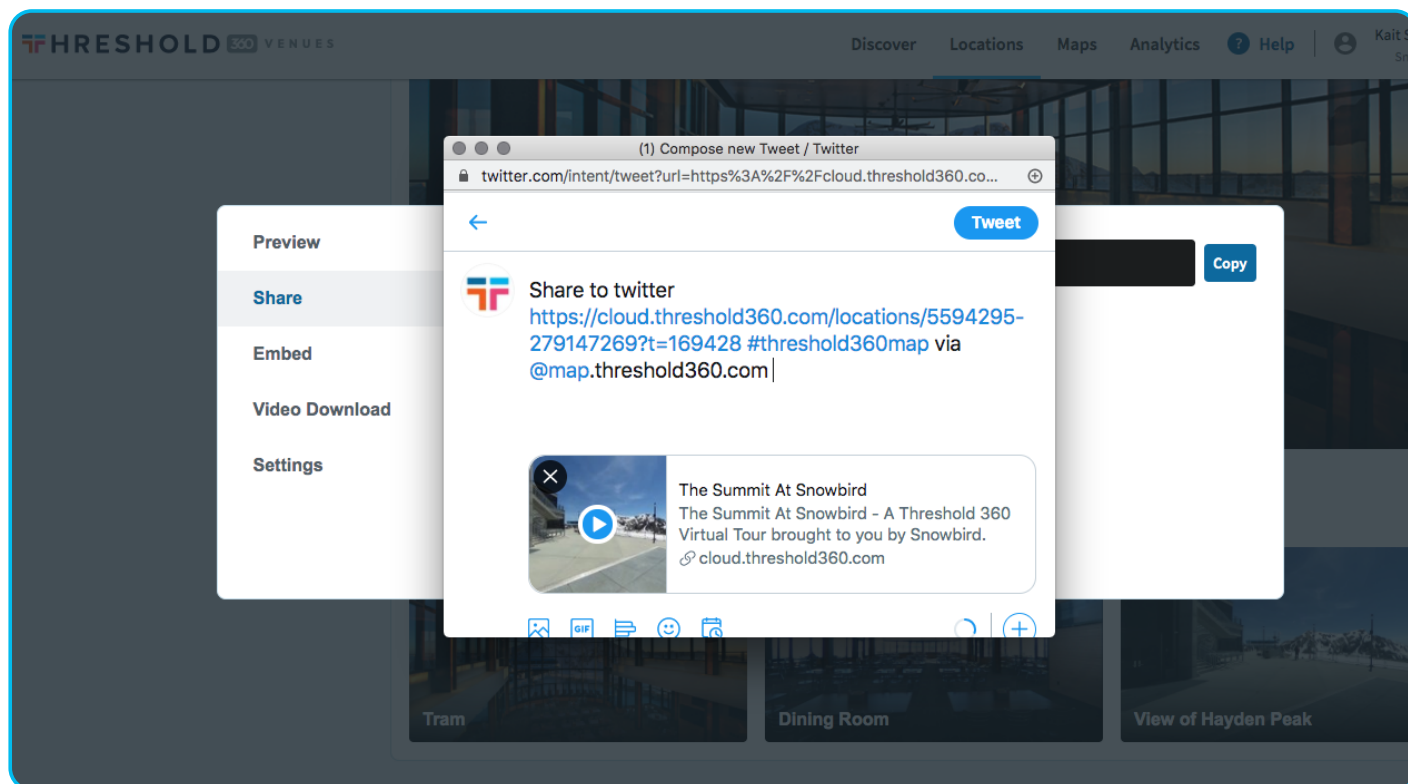 THRESHOLD 360 VENUES
Discover Locations Maps Analytics ? Help
Kait S
Sn
(1) Compose new Tweet / Twitter
twitter.com/intent/tweet?url=https%3A%2F%2Fcloud.threshold360.co...
Tweet
Preview
Share
Embed
Video Download
Settings
Copy
Share to twitter
https://cloud.threshold360.com/locations/5594295-
279147269?t=169428 #threshold360map via
@map.threshold360.com
The Summit At Snowbird
The Summit At Snowbird - A Threshold 360
Virtual Tour brought to you by Snowbird.
cloud.threshold360.com
GIF
Tram
Dining Room
View of Hayden Peak